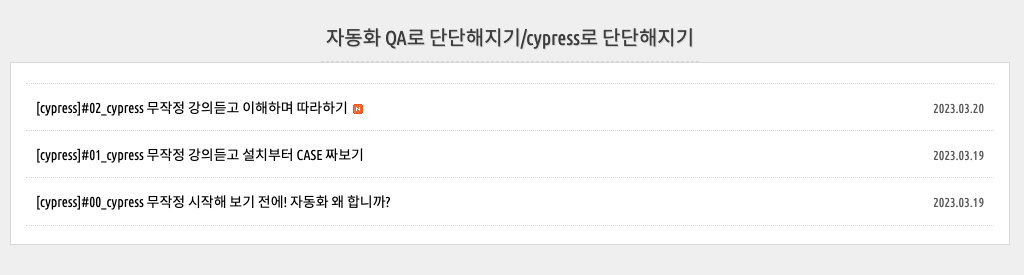 자동화 QA로 단단해지기/cypress로 단단해지기
[cypress]#02_cypress 무작정 강의듣고 이해하며 따라하기 N 2023.03.20
[cypress]#01_cypress 무작정 강의듣고 설치부터 CASE 짜보기 2023.03.19
[cypress]#00_cypress 무작정 시작해 보기 전에! 자동화 왜 합니까? 2023.03.19